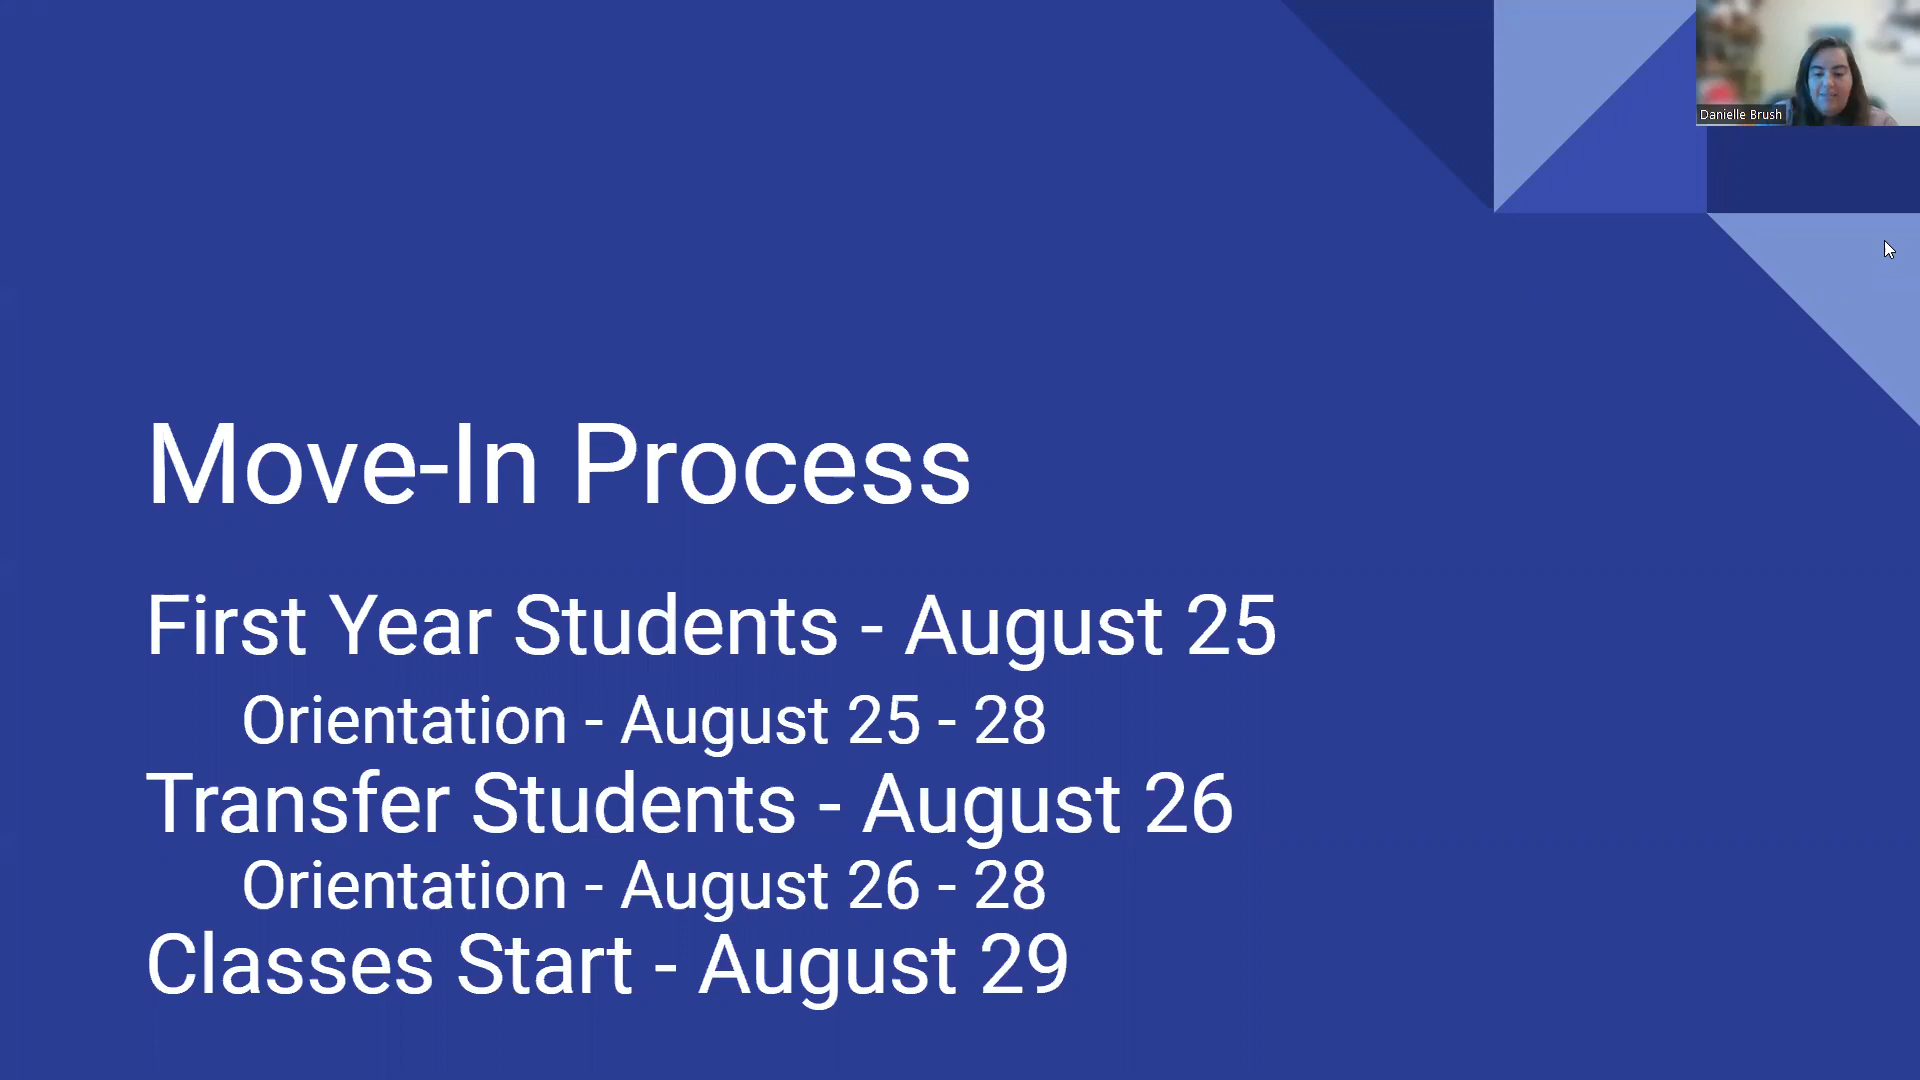 Danielle Brush
Move-In Process
First Year Students - August 25
Orientation - August 25 - 28
Transfer Students - August 26
Orientation - August 26 - 28
Classes Start - August 29